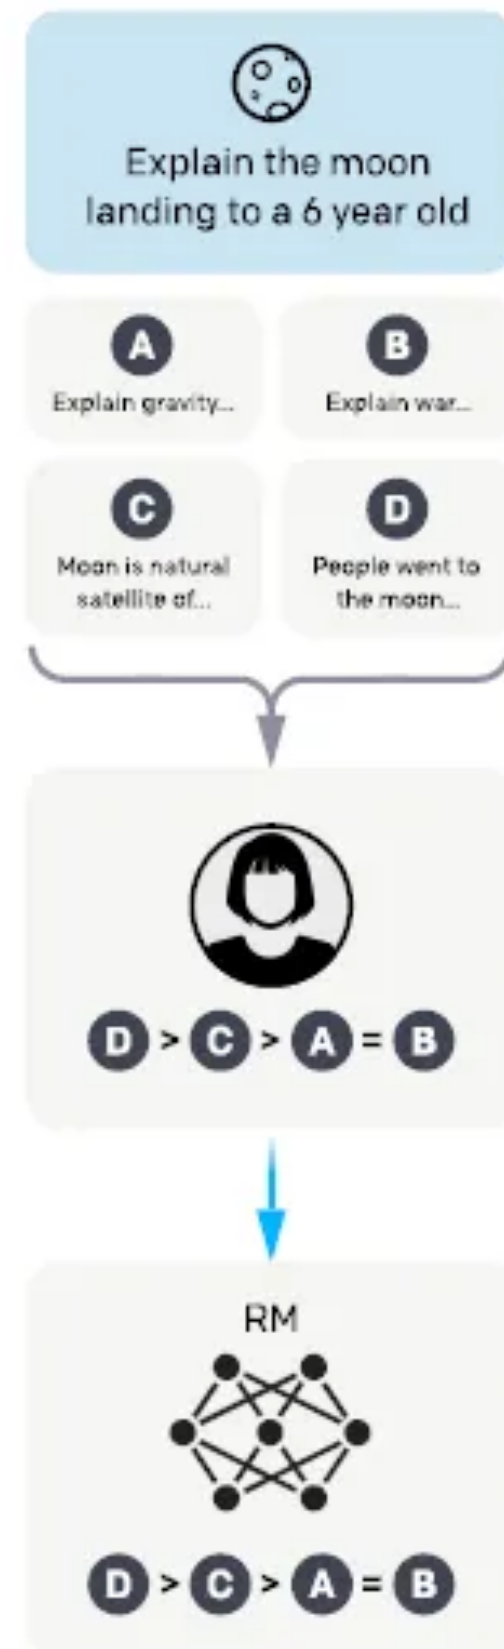 Explain the moon
landing to a 6 year old
A
Explain gravity...
B
Explain war...
C
Moon is natural
satellite of...
D
People went to
the moon...
D > C > A = B
RM
D > C > A = B